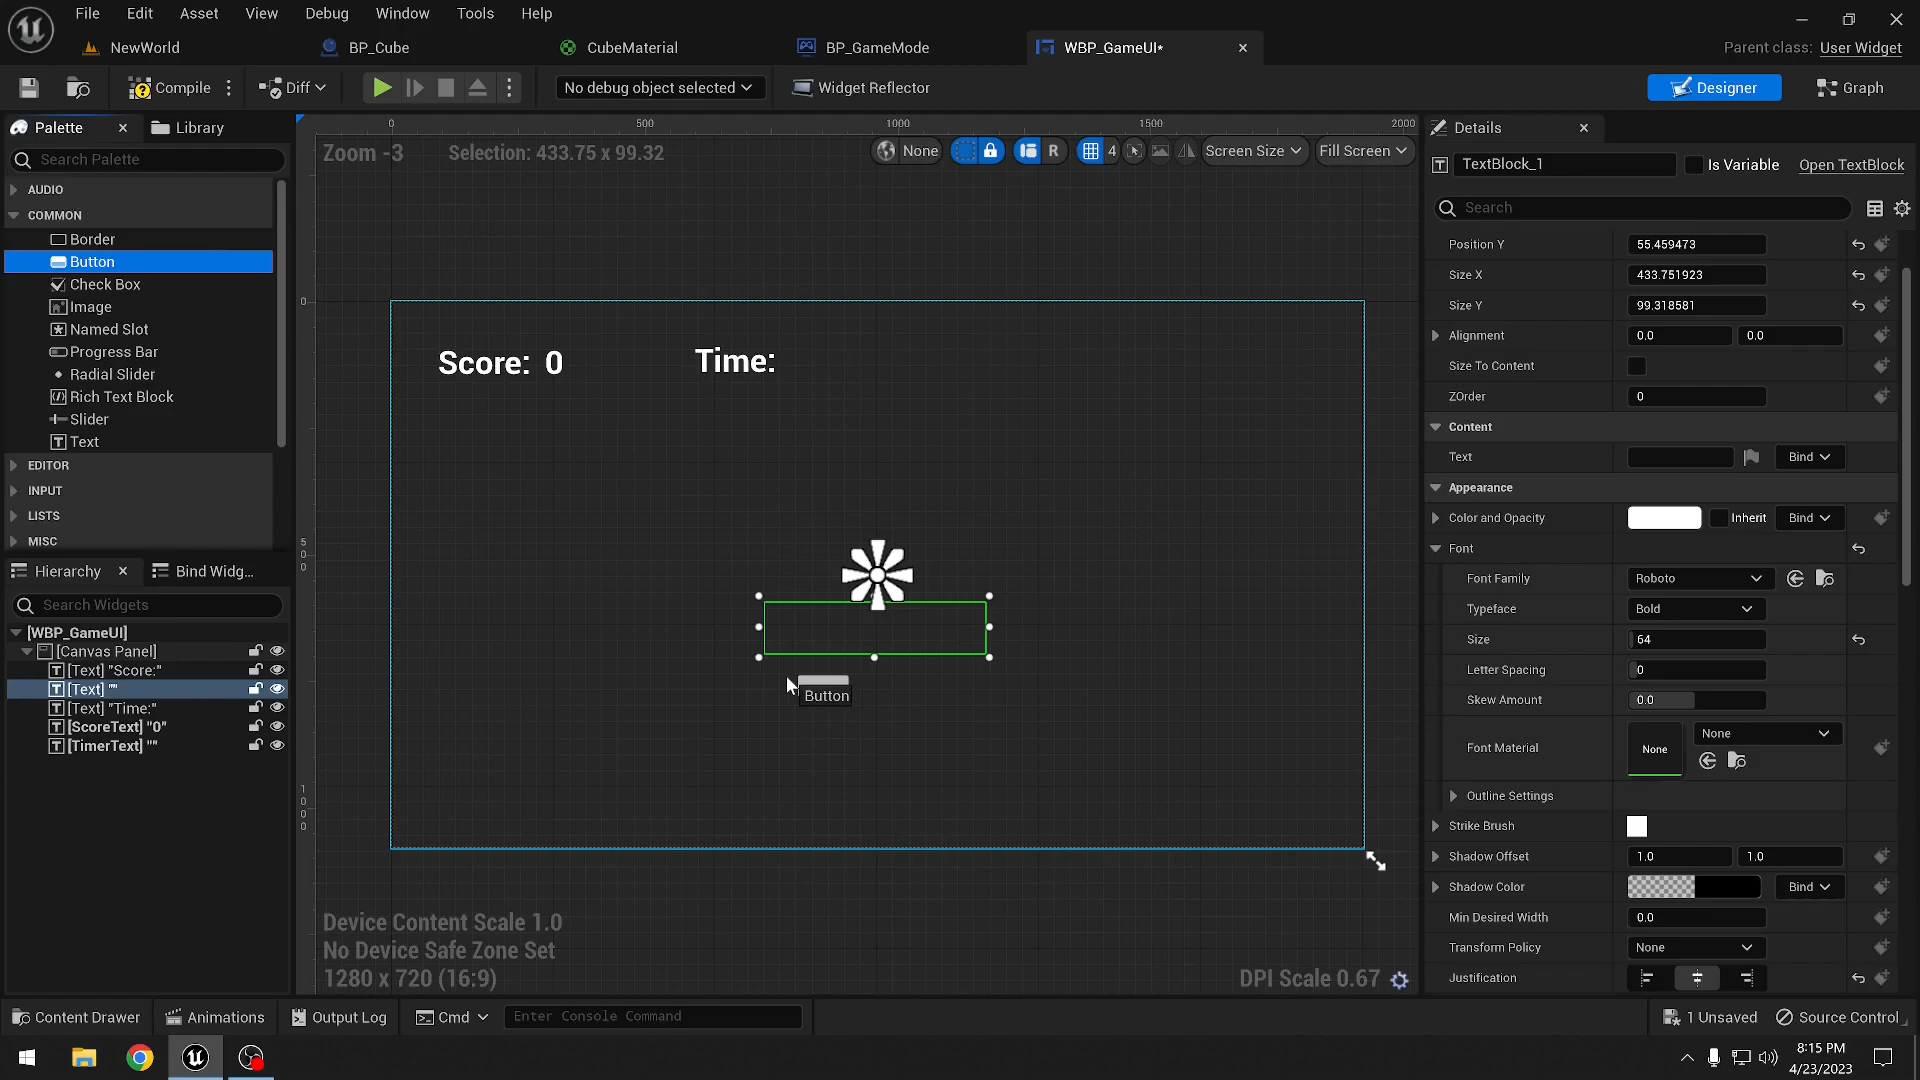 File Edit Asset View Debug Window Tools Help
NewWorld BP_Cube CubeMaterial BP_GameMode WBP_GameUI* Parent class: User Widget
Compile Diff No debug object selected Widget Reflector Designer Graph
Palette Library
Search Palette
AUDIO
COMMON
Border
Button
Check Box
Image
Named Slot
Progress Bar
Radial Slider
Rich Text Block
Slider
Text
EDITOR
INPUT
LISTS
MISC
Hierarchy Bind Widg...
Search Widgets
[WBP_GameUI]
[Canvas Panel]
[Text] "Score:"
[Text] ""
[Text] "Time:"
[ScoreText] "0"
[TimerText] ""
0 500 1000 1500 2000
Zoom -3 Selection: 433.75 x 99.32 None R 4 Screen Size Fill Screen
0
Score: 0 Time:
500
Button
1000
Device Content Scale 1.0
No Device Safe Zone Set
1280 x 720 (16:9) DPI Scale 0.67
Details
TextBlock_1 Is Variable Open TextBlock
Search
Position Y 55.459473
Size X 433.751923
Size Y 99.318581
Alignment 0.0 0.0
Size To Content
ZOrder 0
Content
Text Bind
Appearance
Color and Opacity Inherit Bind
Font
Font Family Roboto
Typeface Bold
Size 64
Letter Spacing 0
Skew Amount 0.0
Font Material None None
Outline Settings
Strike Brush
Shadow Offset 1.0 1.0
Shadow Color Bind
Min Desired Width 0.0
Transform Policy None
Justification
Content Drawer Animations Output Log Cmd Enter Console Command 1 Unsaved Source Control
8:15 PM
4/23/2023